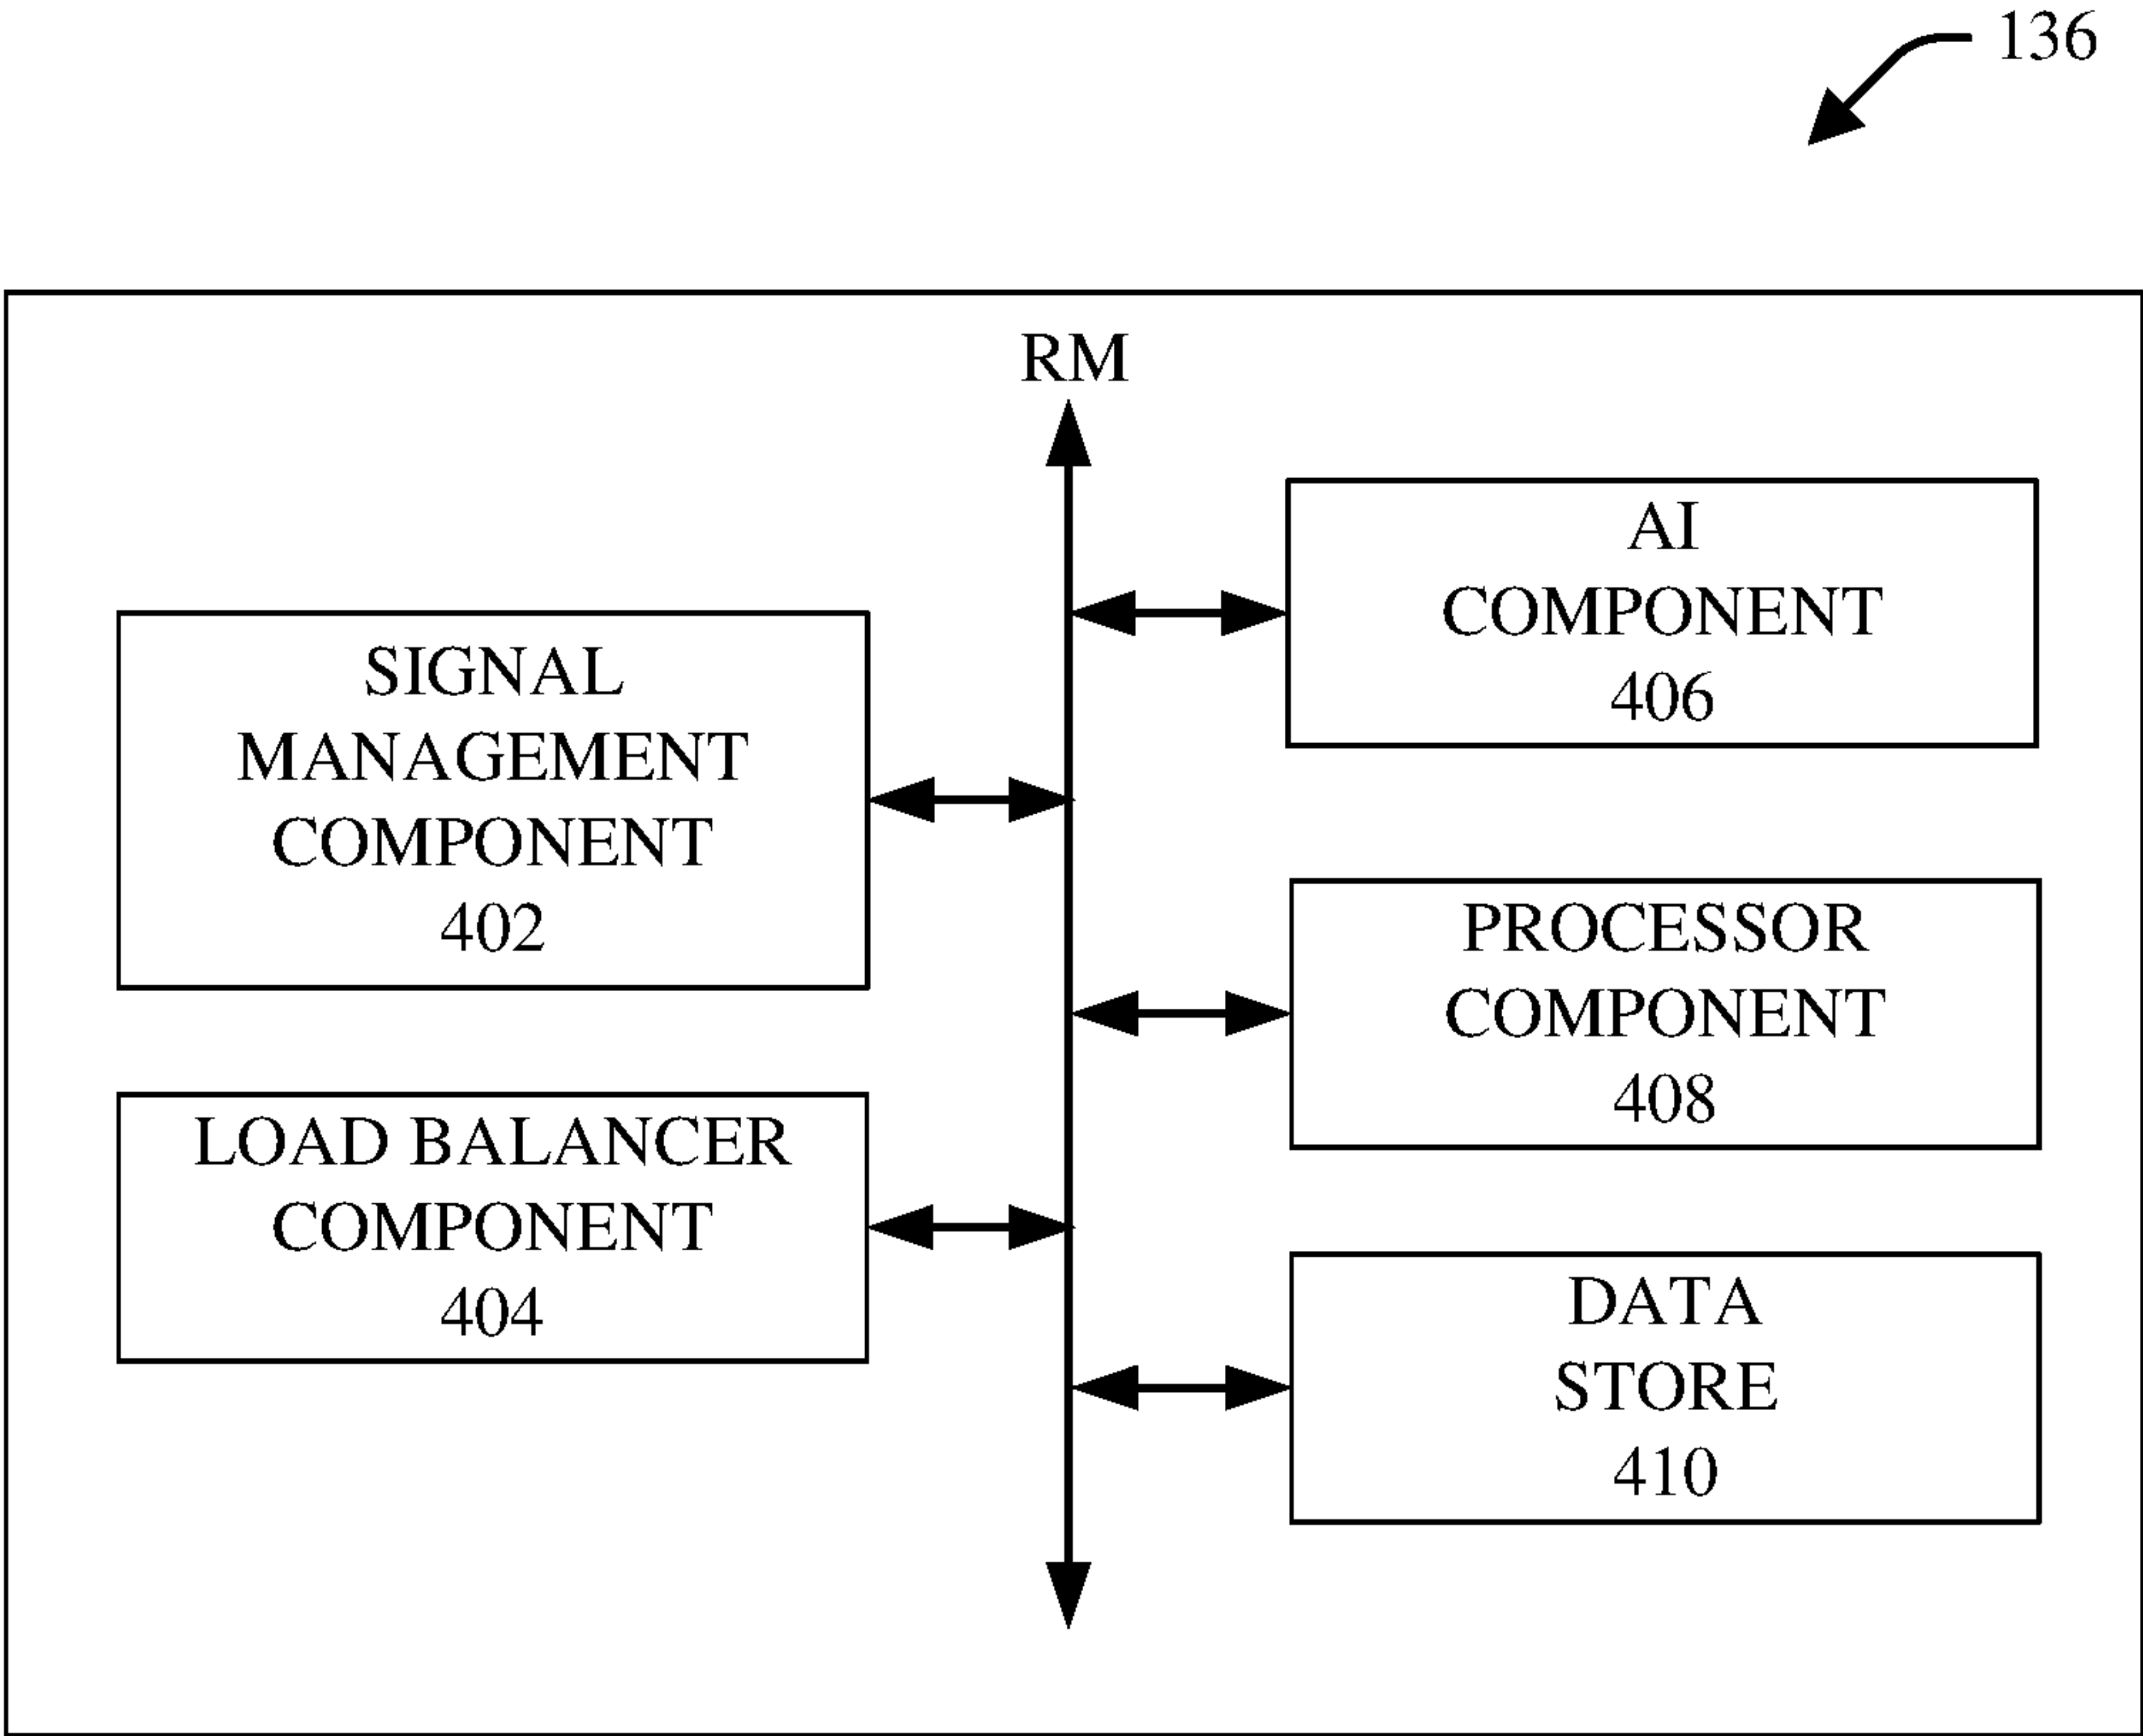 136
RM
SIGNAL
MANAGEMENT
COMPONENT
402
LOAD BALANCER
COMPONENT
404
AI
COMPONENT
406
PROCESSOR
COMPONENT
408
DATA
STORE
410